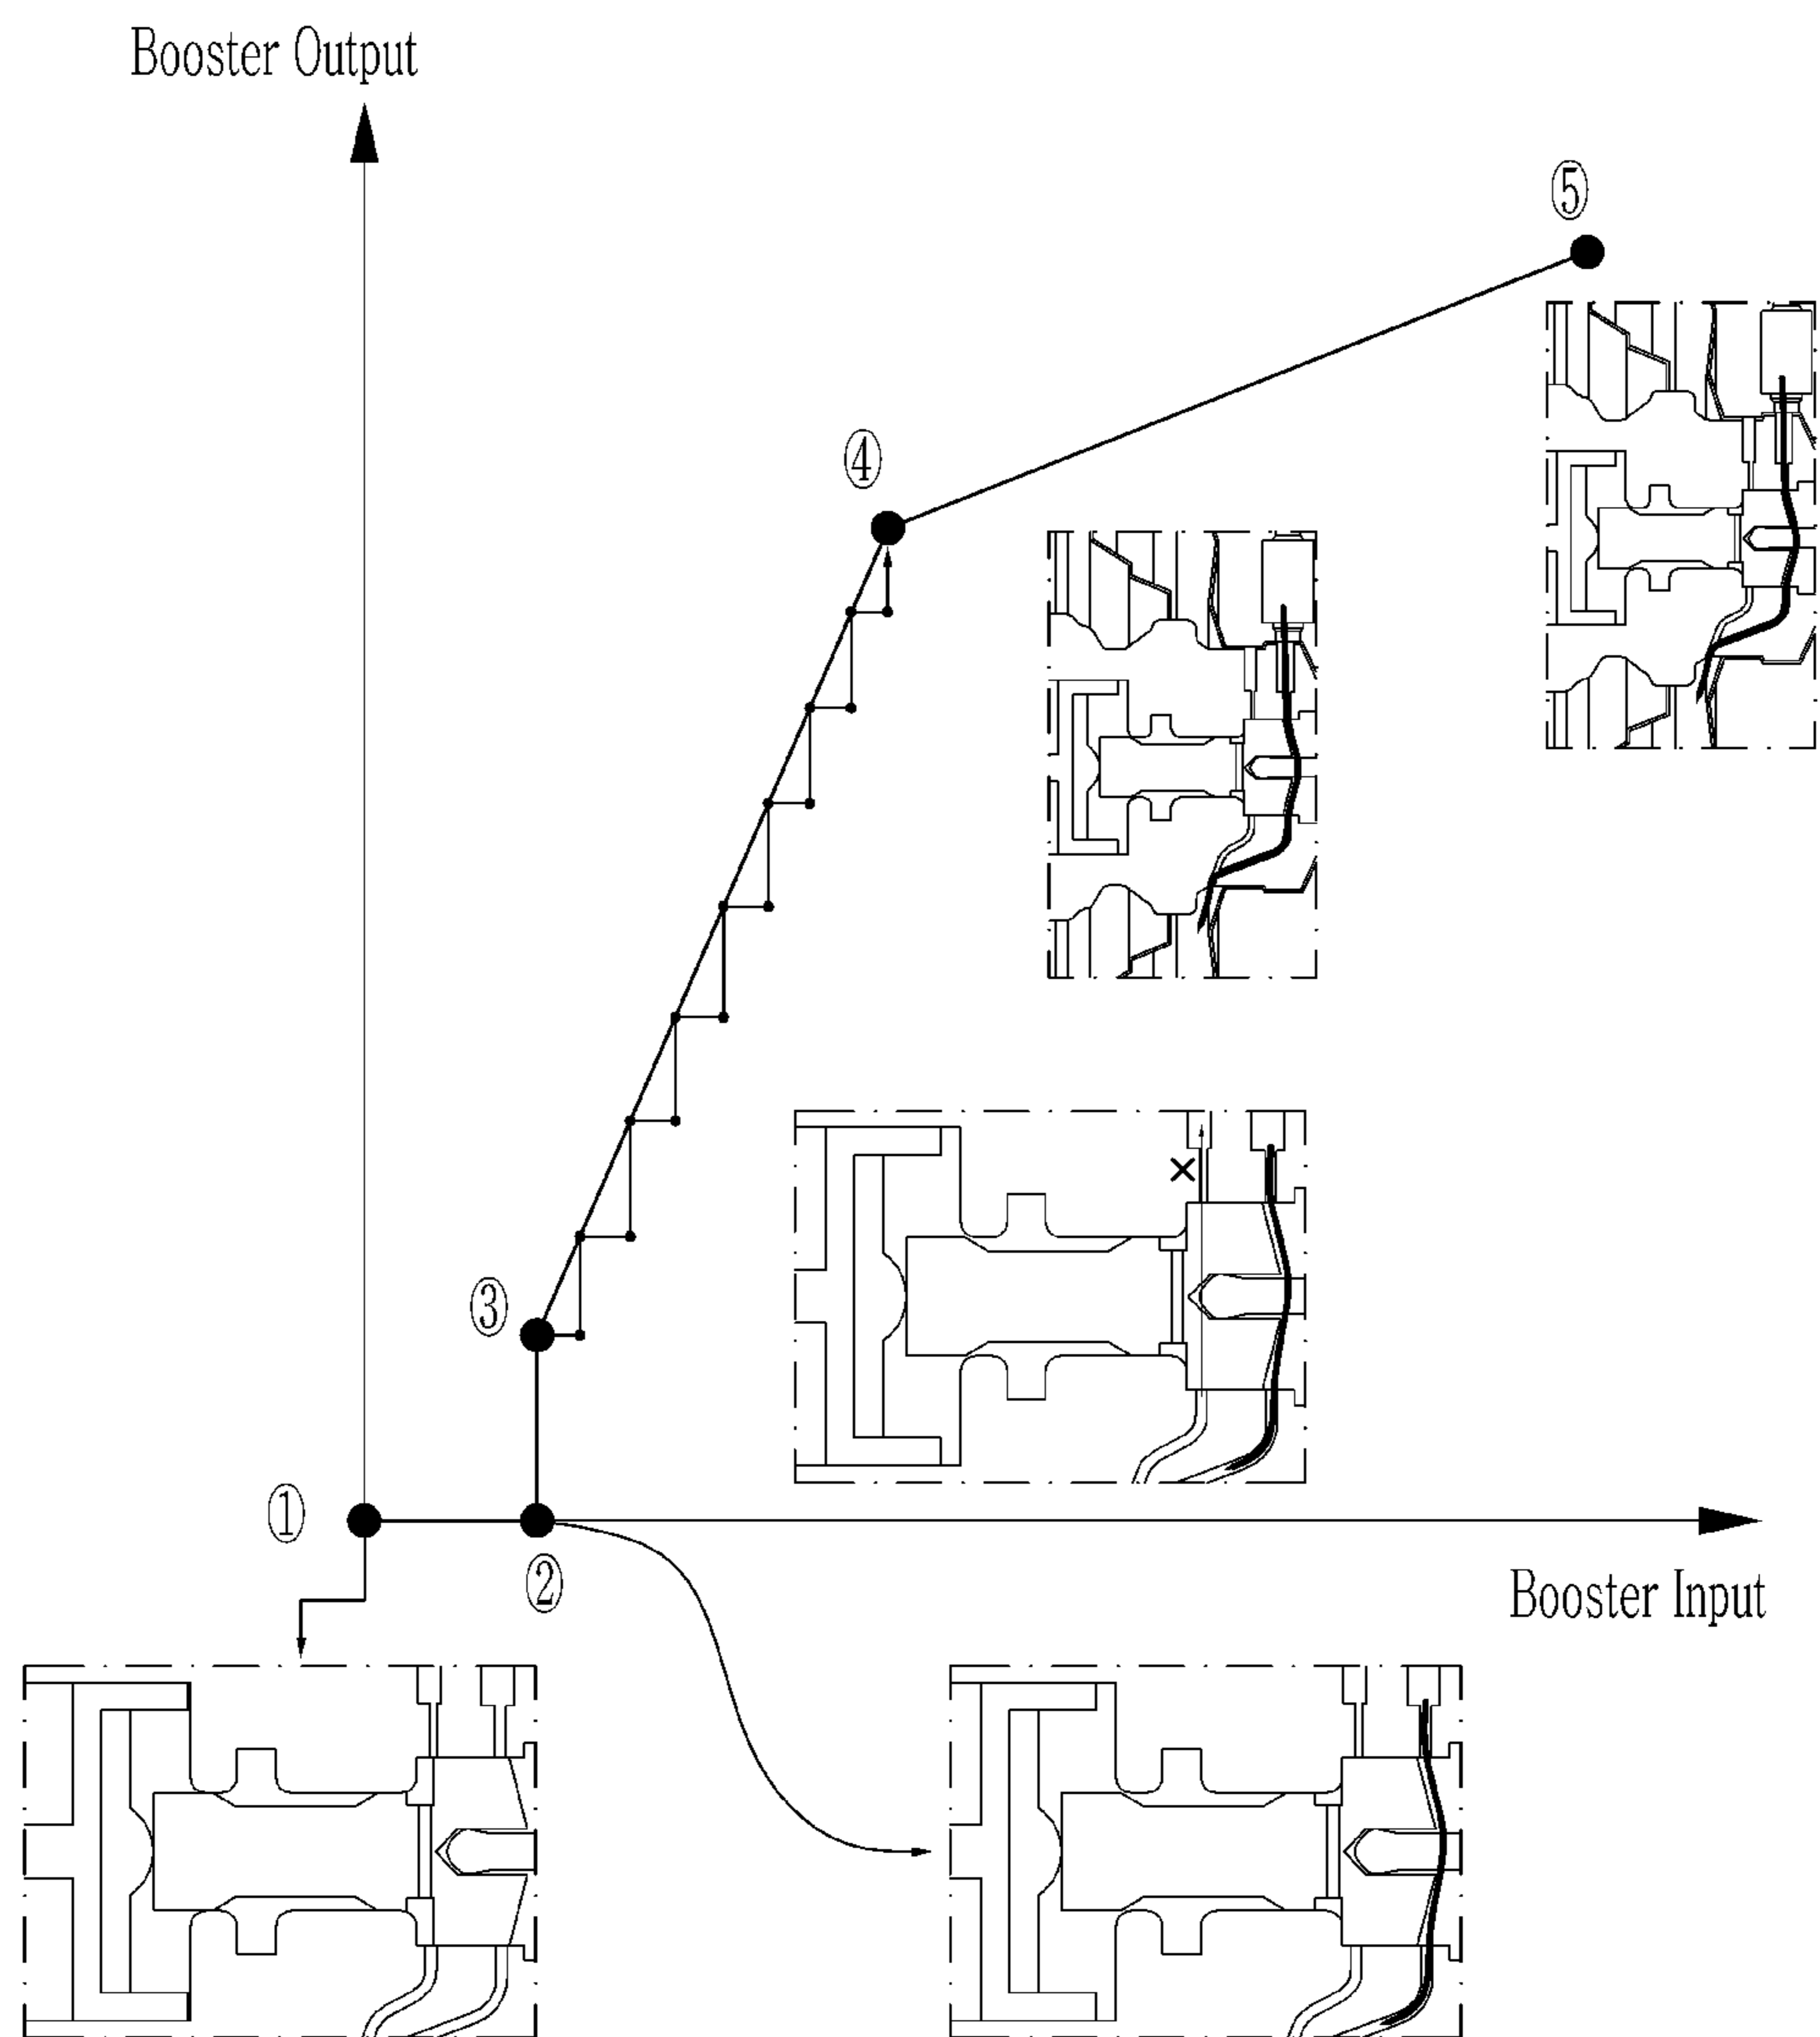 Booster Output
⑤
④
③
①
②
Booster Input